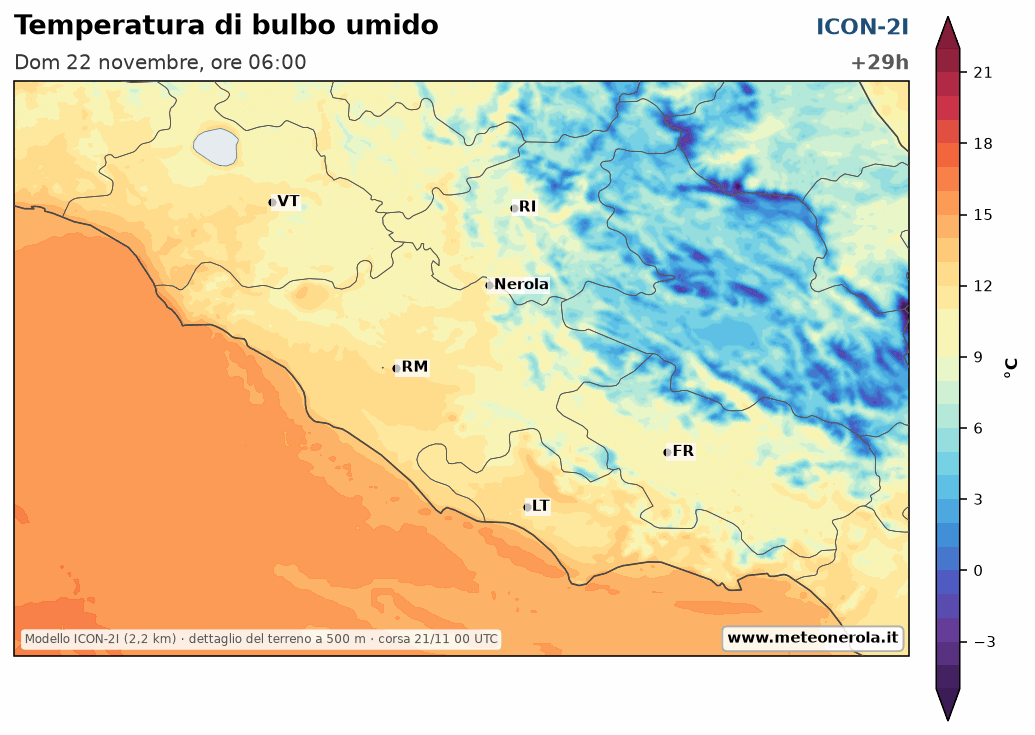 Temperatura di bulbo umido
ICON-2I
Dom 22 novembre, ore 06:00
+29h
VT
RI
Nerola
RM
FR
LT
21
18
15
12
9
6
3
0
−3
°C
Modello ICON-2I (2,2 km) · dettaglio del terreno a 500 m · corsa 21/11 00 UTC
www.meteonerola.it